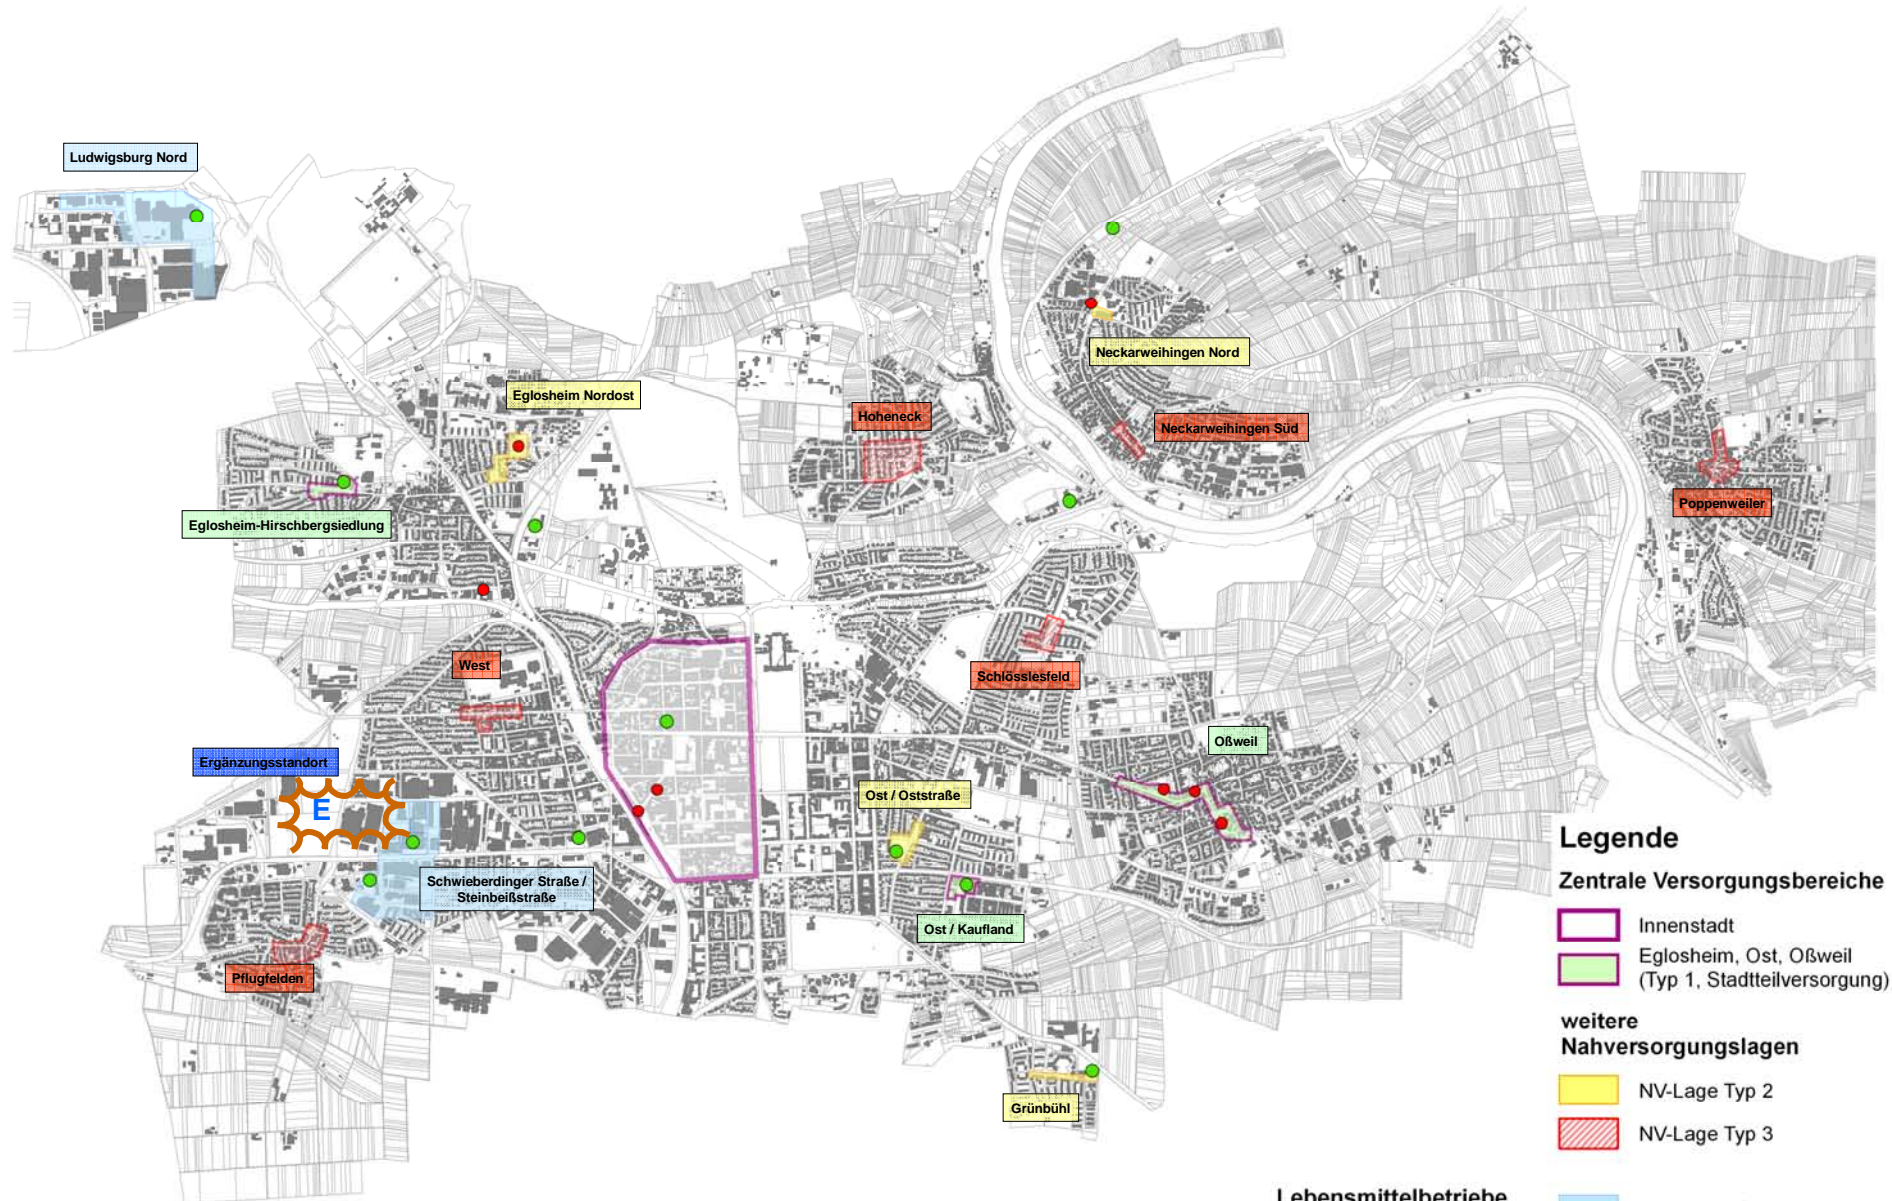 Ludwigsburg Nord
Neckarweihingen Nord
Eglosheim Nordost
Hoheneck
Neckarweihingen Süd
Poppenweiler
Eglosheim-Hirschbergsiedlung
West
Schlösslesfeld
Oßweil
Ergänzungsstandort
E
Ost / Oststraße
Schwieberdinger Straße /
Steinbeißstraße
Ost / Kaufland
Pflugfelden
Grünbühl
Legende
Zentrale Versorgungsbereiche
Innenstadt
Eglosheim, Ost, Oßweil
(Typ 1, Stadtteilversorgung)
weitere
Nahversorgungslagen
NV-Lage Typ 2
NV-Lage Typ 3
Lebensmittelbetriebe